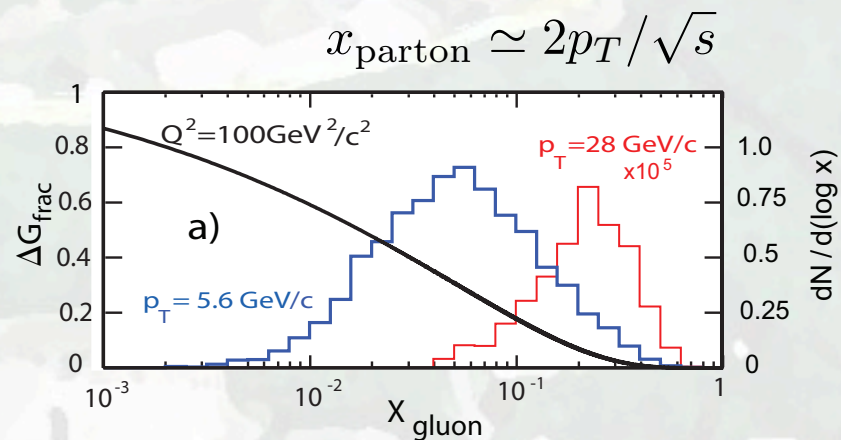 x_parton ≃ 2p_T/√s
1
0.8
0.6
0.4
0.2
0
ΔG_frac
Q²=100GeV²/c²
a)
p_T= 5.6 GeV/c
p_T=28 GeV/c
x10⁵
1.0
0.75
0.5
0.25
0
dN / d(log x)
10⁻³
10⁻²
10⁻¹
1
X_gluon